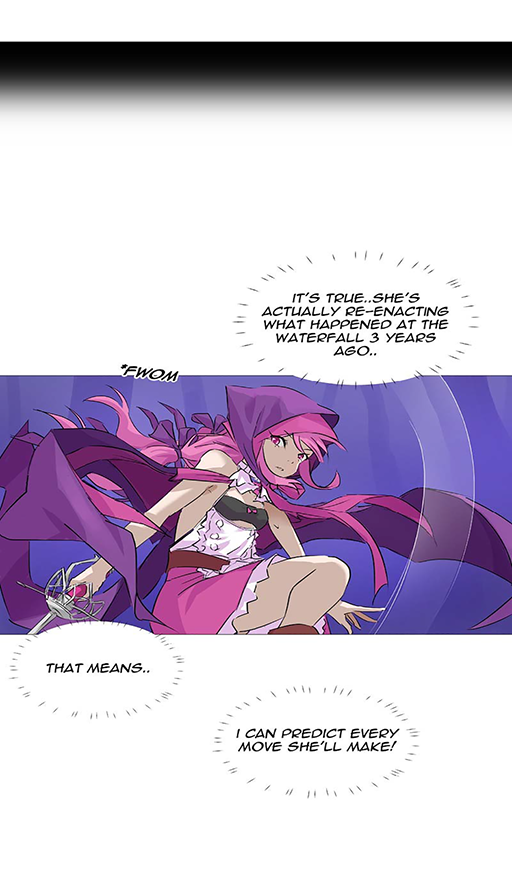 IT'S TRUE..SHE'S
ACTUALLY RE-ENACTING
WHAT HAPPENED AT THE
WATERFALL 3 YEARS
AGO..
*FWOM
THAT MEANS..
I CAN PREDICT EVERY
MOVE SHE'LL MAKE!